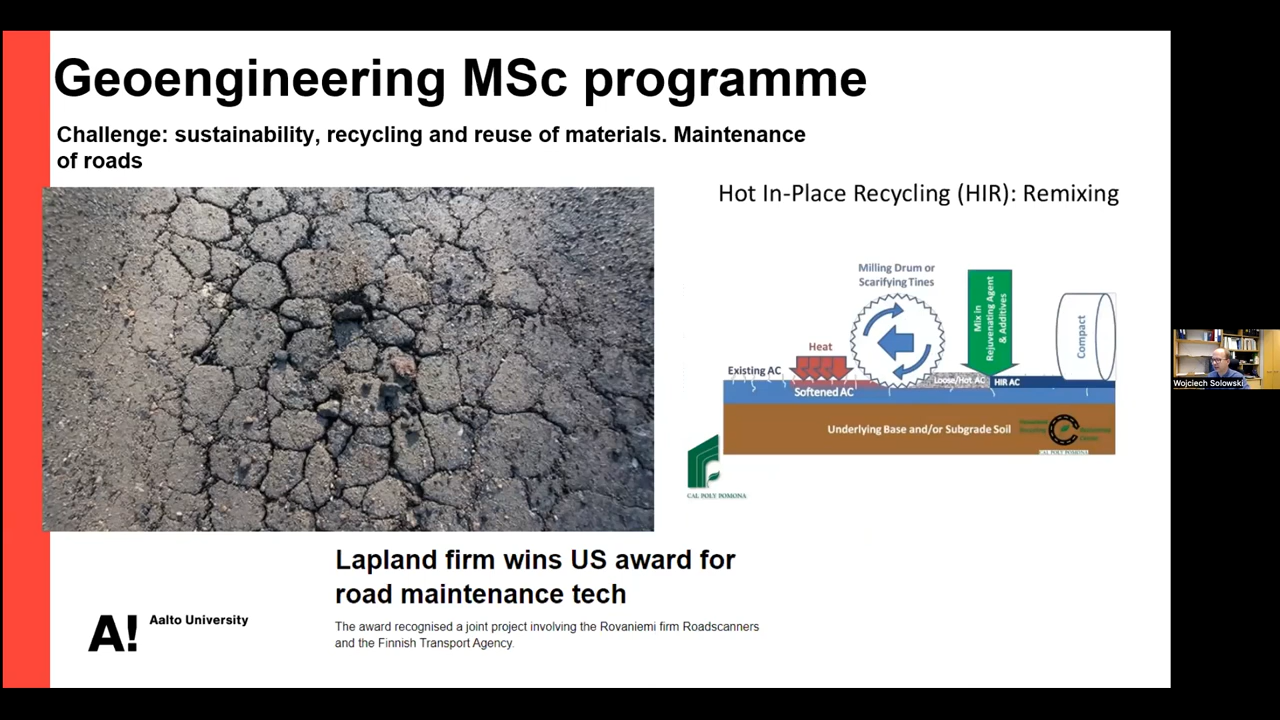 Geoengineering MSc programme
Challenge: sustainability, recycling and reuse of materials. Maintenance
of roads
Hot In-Place Recycling (HIR): Remixing
Milling Drum or
Scarifying Tines
Mix in
Rejuvenating Agent
& Additives
Compact
Heat
Existing AC
Softened AC
Loose/Hot AC
HIR AC
Underlying Base and/or Subgrade Soil
CAL POLY POMONA
CAL POLY POMONA
Lapland firm wins US award for
road maintenance tech
The award recognised a joint project involving the Rovaniemi firm Roadscanners
and the Finnish Transport Agency.
A! Aalto University
Wojciech Solowski